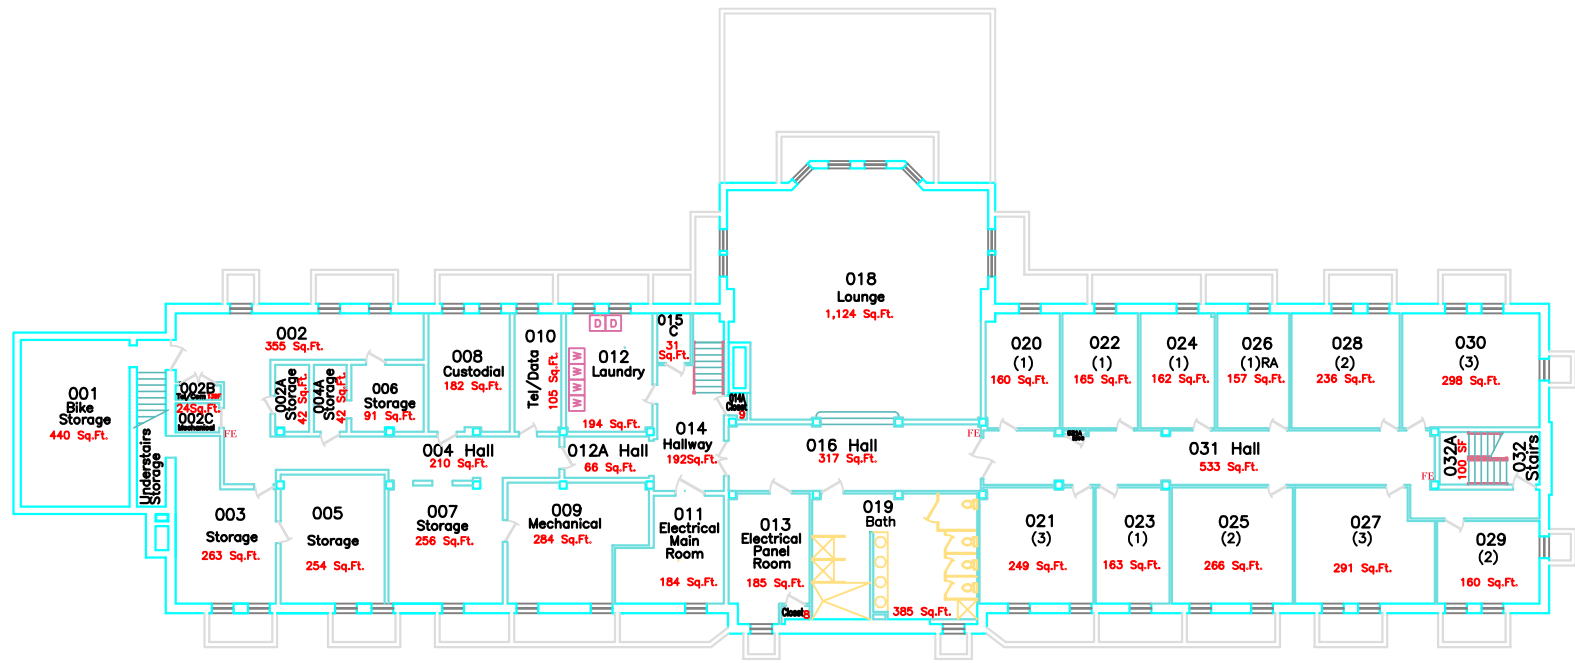 018
Lounge
1,124 Sq.Ft.
002
355 Sq.Ft.
008
Custodial
182 Sq.Ft.
010
Tel/Data
105 Sq.Ft.
D D
W
W
W
W
012
Laundry
194 Sq.Ft.
015
C
31
Sq.Ft.
020
(1)
160 Sq.Ft.
022
(1)
165 Sq.Ft.
024
(1)
162 Sq.Ft.
026
(1)RA
157 Sq.Ft.
028
(2)
236 Sq.Ft.
030
(3)
298 Sq.Ft.
001
Bike
Storage
440 Sq.Ft.
Understairs
Storage
002B
Tel/Com
24Sq.Ft.
002C
Mechanical
FE
002A
Storage
42 Sq.Ft.
004A
Storage
42 Sq.Ft.
006
Storage
91 Sq.Ft.
004 Hall
210 Sq.Ft.
012A Hall
66 Sq.Ft.
014
Hallway
192Sq.Ft.
014A
Closet
9
016 Hall
317 Sq.Ft.
FE
031 Hall
533 Sq.Ft.
FE
032A
100 SF
032
Stairs
003
Storage
263 Sq.Ft.
005
Storage
254 Sq.Ft.
007
Storage
256 Sq.Ft.
009
Mechanical
284 Sq.Ft.
011
Electrical
Main
Room
184 Sq.Ft.
013
Electrical
Panel
Room
185 Sq.Ft.
Closet
8
019
Bath
385 Sq.Ft.
021
(3)
249 Sq.Ft.
023
(1)
163 Sq.Ft.
025
(2)
266 Sq.Ft.
027
(3)
291 Sq.Ft.
029
(2)
160 Sq.Ft.